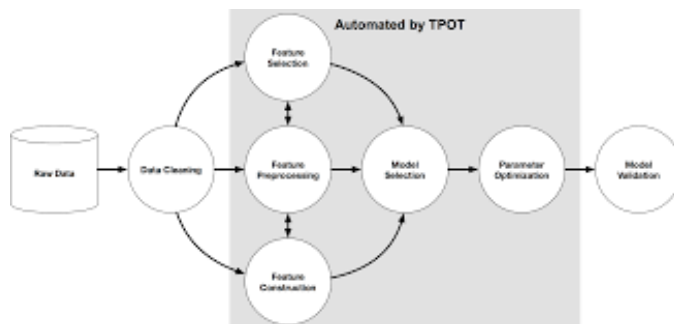 Automated by TPOT
Feature
Selection
Raw Data
Data Cleaning
Feature
Preprocessing
Model
Selection
Parameter
Optimization
Model
Validation
Feature
Construction